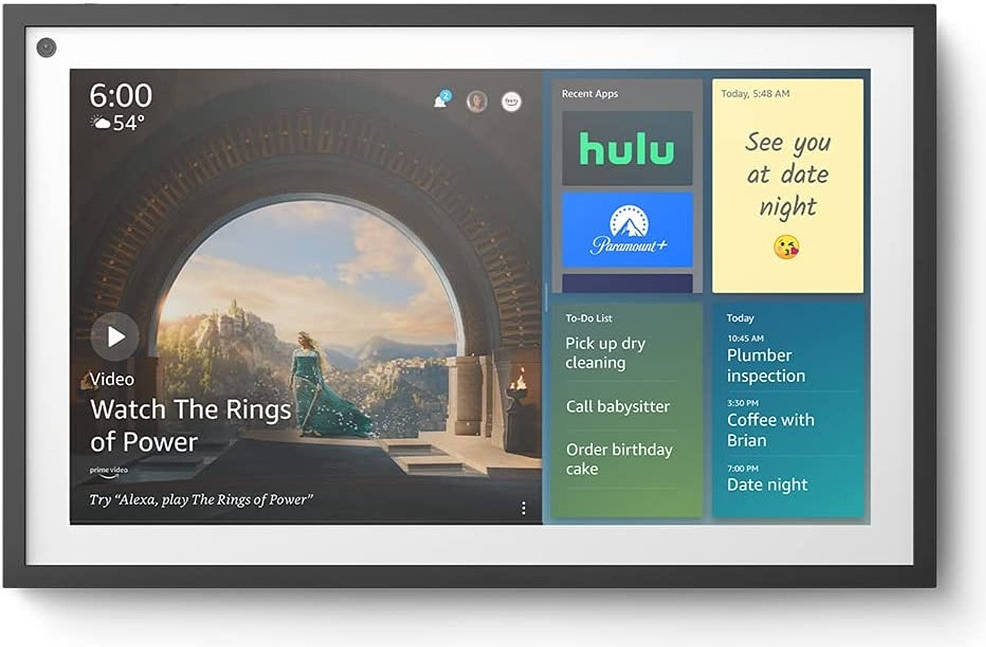 6:00
54°
2
Video
Watch The Rings
of Power
prime video
Try “Alexa, play The Rings of Power”
Recent Apps
hulu
Paramount+
Today, 5:48 AM
See you
at date
night
To-Do List
Pick up dry
cleaning
Call babysitter
Order birthday
cake
Today
10:45 AM
Plumber
inspection
3:30 PM
Coffee with
Brian
7:00 PM
Date night